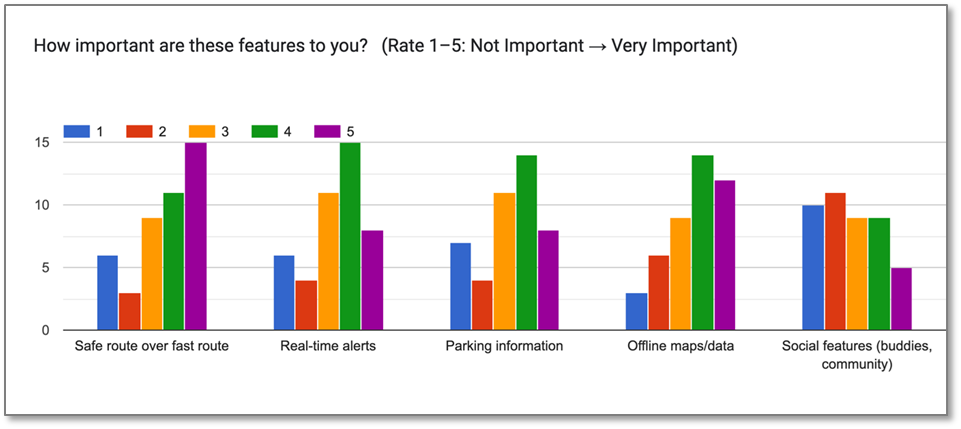 How important are these features to you? (Rate 1–5: Not Important → Very Important)
1 2 3 4 5
15
10
5
0
Safe route over fast route Real-time alerts Parking information Offline maps/data Social features (buddies,
community)